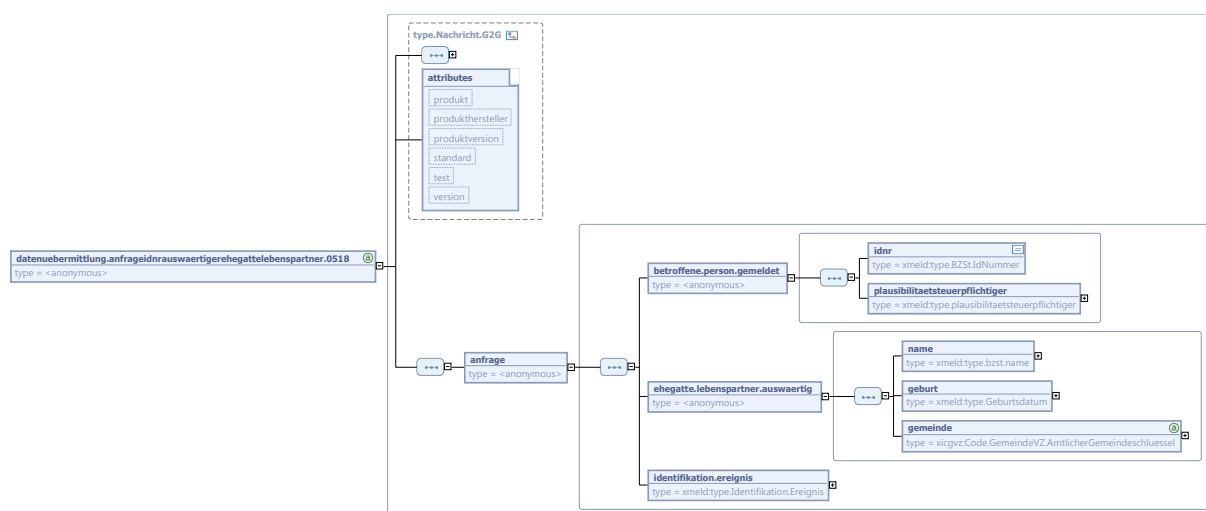 type.Nachricht.G2G
attributes
produkt
produkthersteller
produktversion
standard
test
version
datenuebermittlung.anfrageidnrauswaertigerehegattelebenspartner.0518
a
type = <anonymous>
anfrage
type = <anonymous>
betroffene.person.gemeldet
type = <anonymous>
idnr
type = xmeld:type.BZSt.IdNummer
plausibilitaetsteuerpflichtiger
type = xmeld:type.plausibilitaetsteuerpflichtiger
ehegatte.lebenspartner.auswaertig
type = <anonymous>
name
type = xmeld:type.bzst.name
geburt
type = xmeld:type.Geburtsdatum
gemeinde
a
type = xicgvz:Code.GemeindeVZ.AmtlicherGemeindeschluessel
identifikation.ereignis
type = xmeld:type.Identifikation.Ereignis